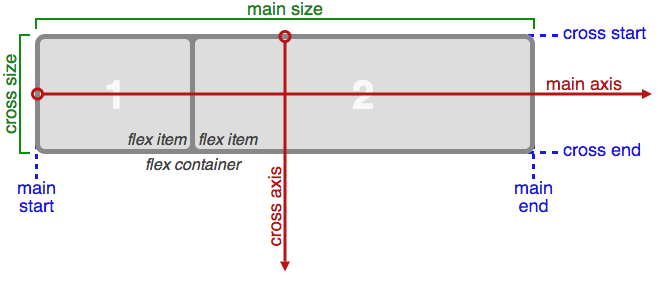 main size
cross start
cross size
1
2
main axis
flex item
flex item
cross end
flex container
cross axis
main
start
main
end